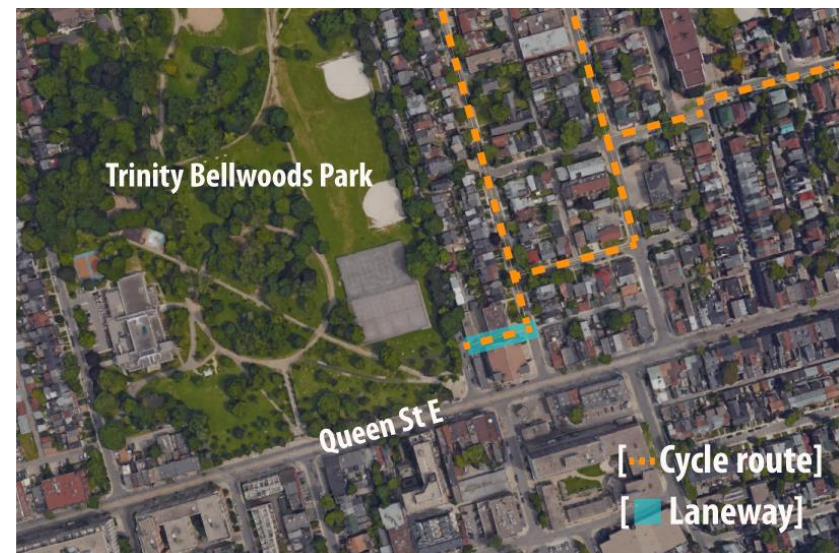 Trinity Bellwoods Park
Queen St E
[ Cycle route]
[ Laneway]